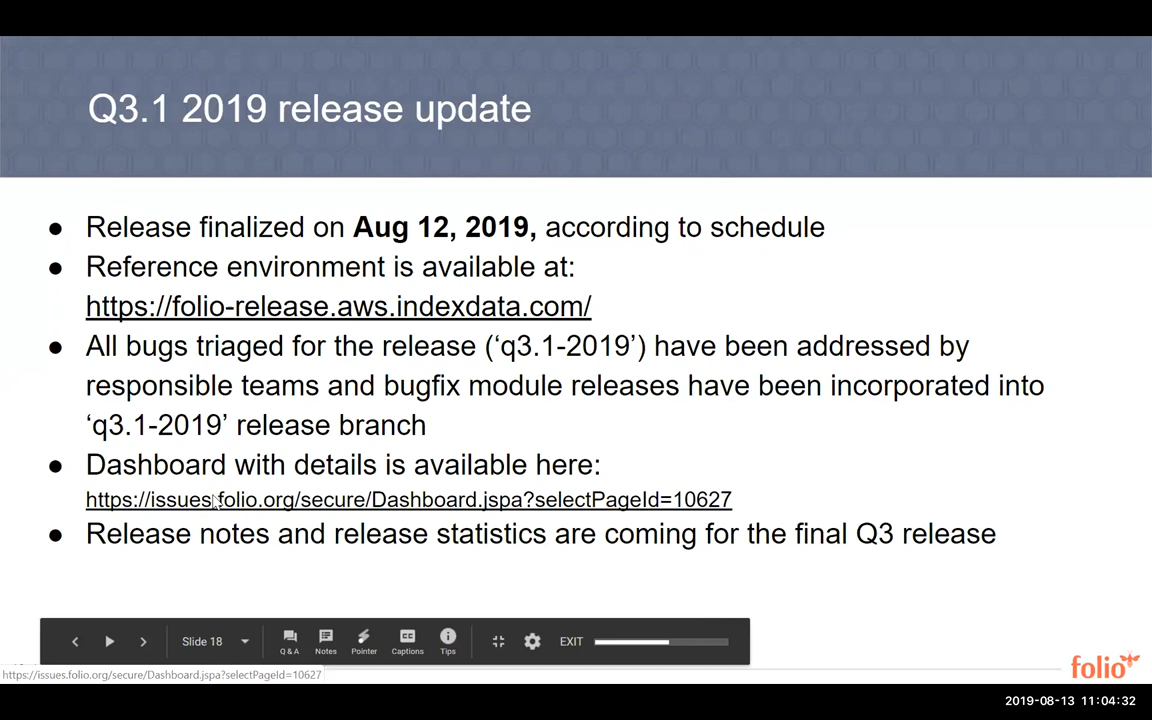 Q3.1 2019 release update
● Release finalized on Aug 12, 2019, according to schedule
● Reference environment is available at:
https://folio-release.aws.indexdata.com/
● All bugs triaged for the release (‘q3.1-2019’) have been addressed by
responsible teams and bugfix module releases have been incorporated into
‘q3.1-2019’ release branch
● Dashboard with details is available here:
https://issues.folio.org/secure/Dashboard.jspa?selectPageId=10627
● Release notes and release statistics are coming for the final Q3 release
Slide 18
Q & A
Notes
Pointer
CC
Captions
Tips
EXIT
folio
https://issues.folio.org/secure/Dashboard.jspa?selectPageId=10627
2019-08-13 11:04:32